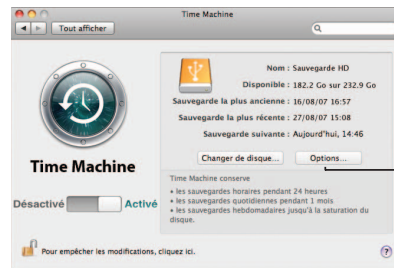 Time Machine
Tout afficher
Nom : Sauvegarde HD
Disponible : 182.2 Go sur 232.9 Go
Sauvegarde la plus ancienne : 16/08/07 16:57
Sauvegarde la plus récente : 27/08/07 15:08
Sauvegarde suivante : Aujourd'hui, 14:46
Changer de disque... Options...
Time Machine
Désactivé Activé
Time Machine conserve
• les sauvegardes horaires pendant 24 heures
• les sauvegardes quotidiennes pendant 1 mois
• les sauvegardes hebdomadaires jusqu'à la saturation du
disque.
Pour empêcher les modifications, cliquez ici.
?